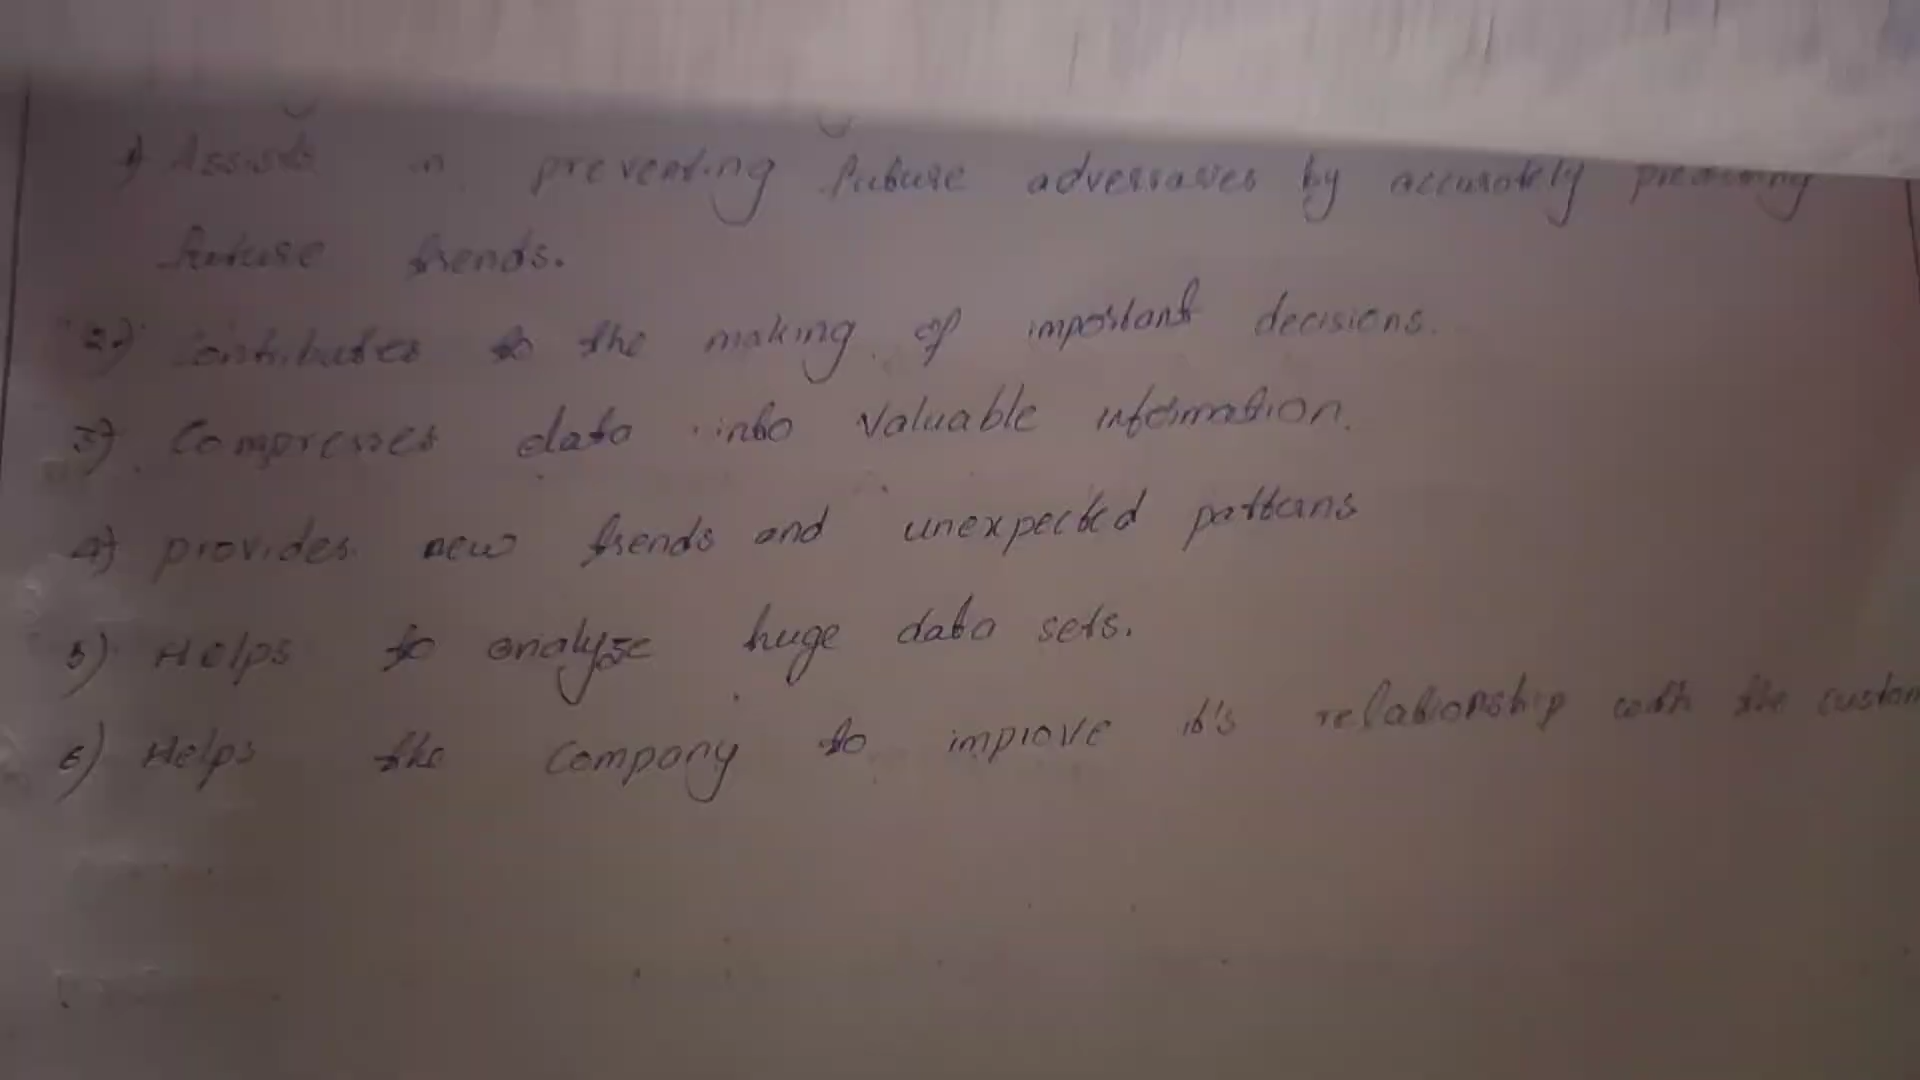 1) Assists in preventing future adversaries by accurately
future trends.
2) Contributes to the making of important decisions.
3) Compresses data into valuable information.
4) provides new trends and unexpected patterns
5) Helps to analyze huge data sets.
6) Helps the company to improve it's relationship with the custom